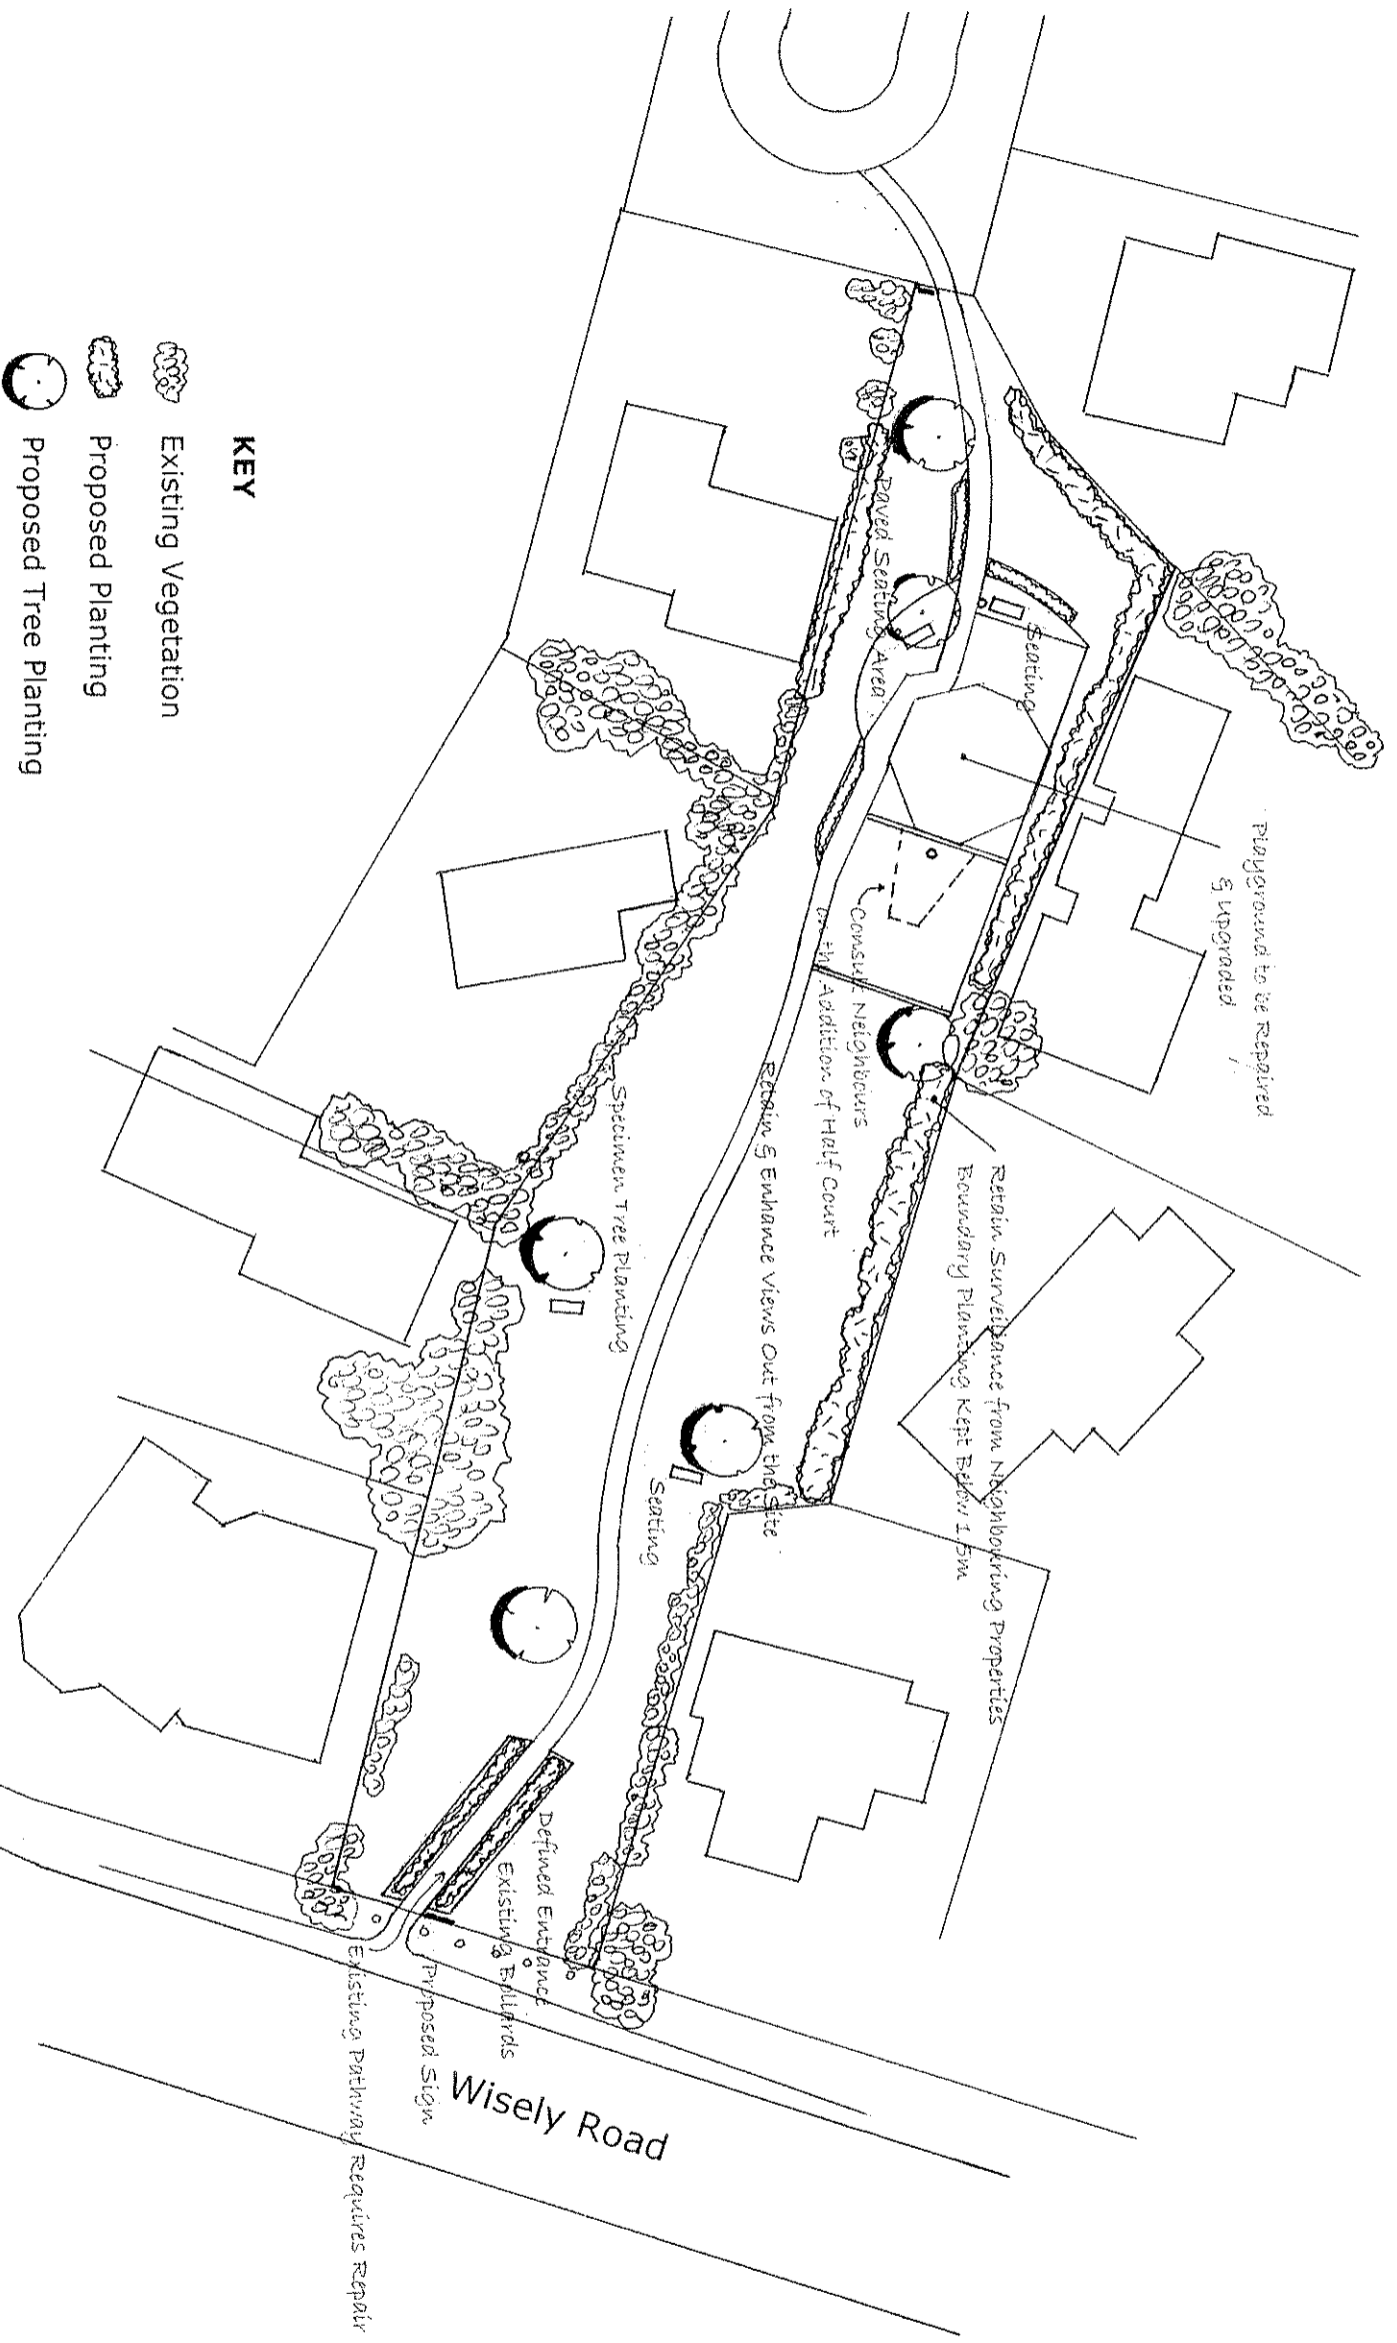 Playground to be Repaired
& Upgraded
Seating
Paved Seating Area
Consult Neighbours
on the Addition of Half Court
Retain Surveillance from Neighbouring Properties
Boundary Planting Kept Below 1.5m
Retain & Enhance Views Out from the Site
Specimen Tree Planting
Seating
Defined Entrance
Existing Bollards
Proposed Sign
Existing Pathway Requires Repair
Wisely Road
KEY
Existing Vegetation
Proposed Planting
Proposed Tree Planting